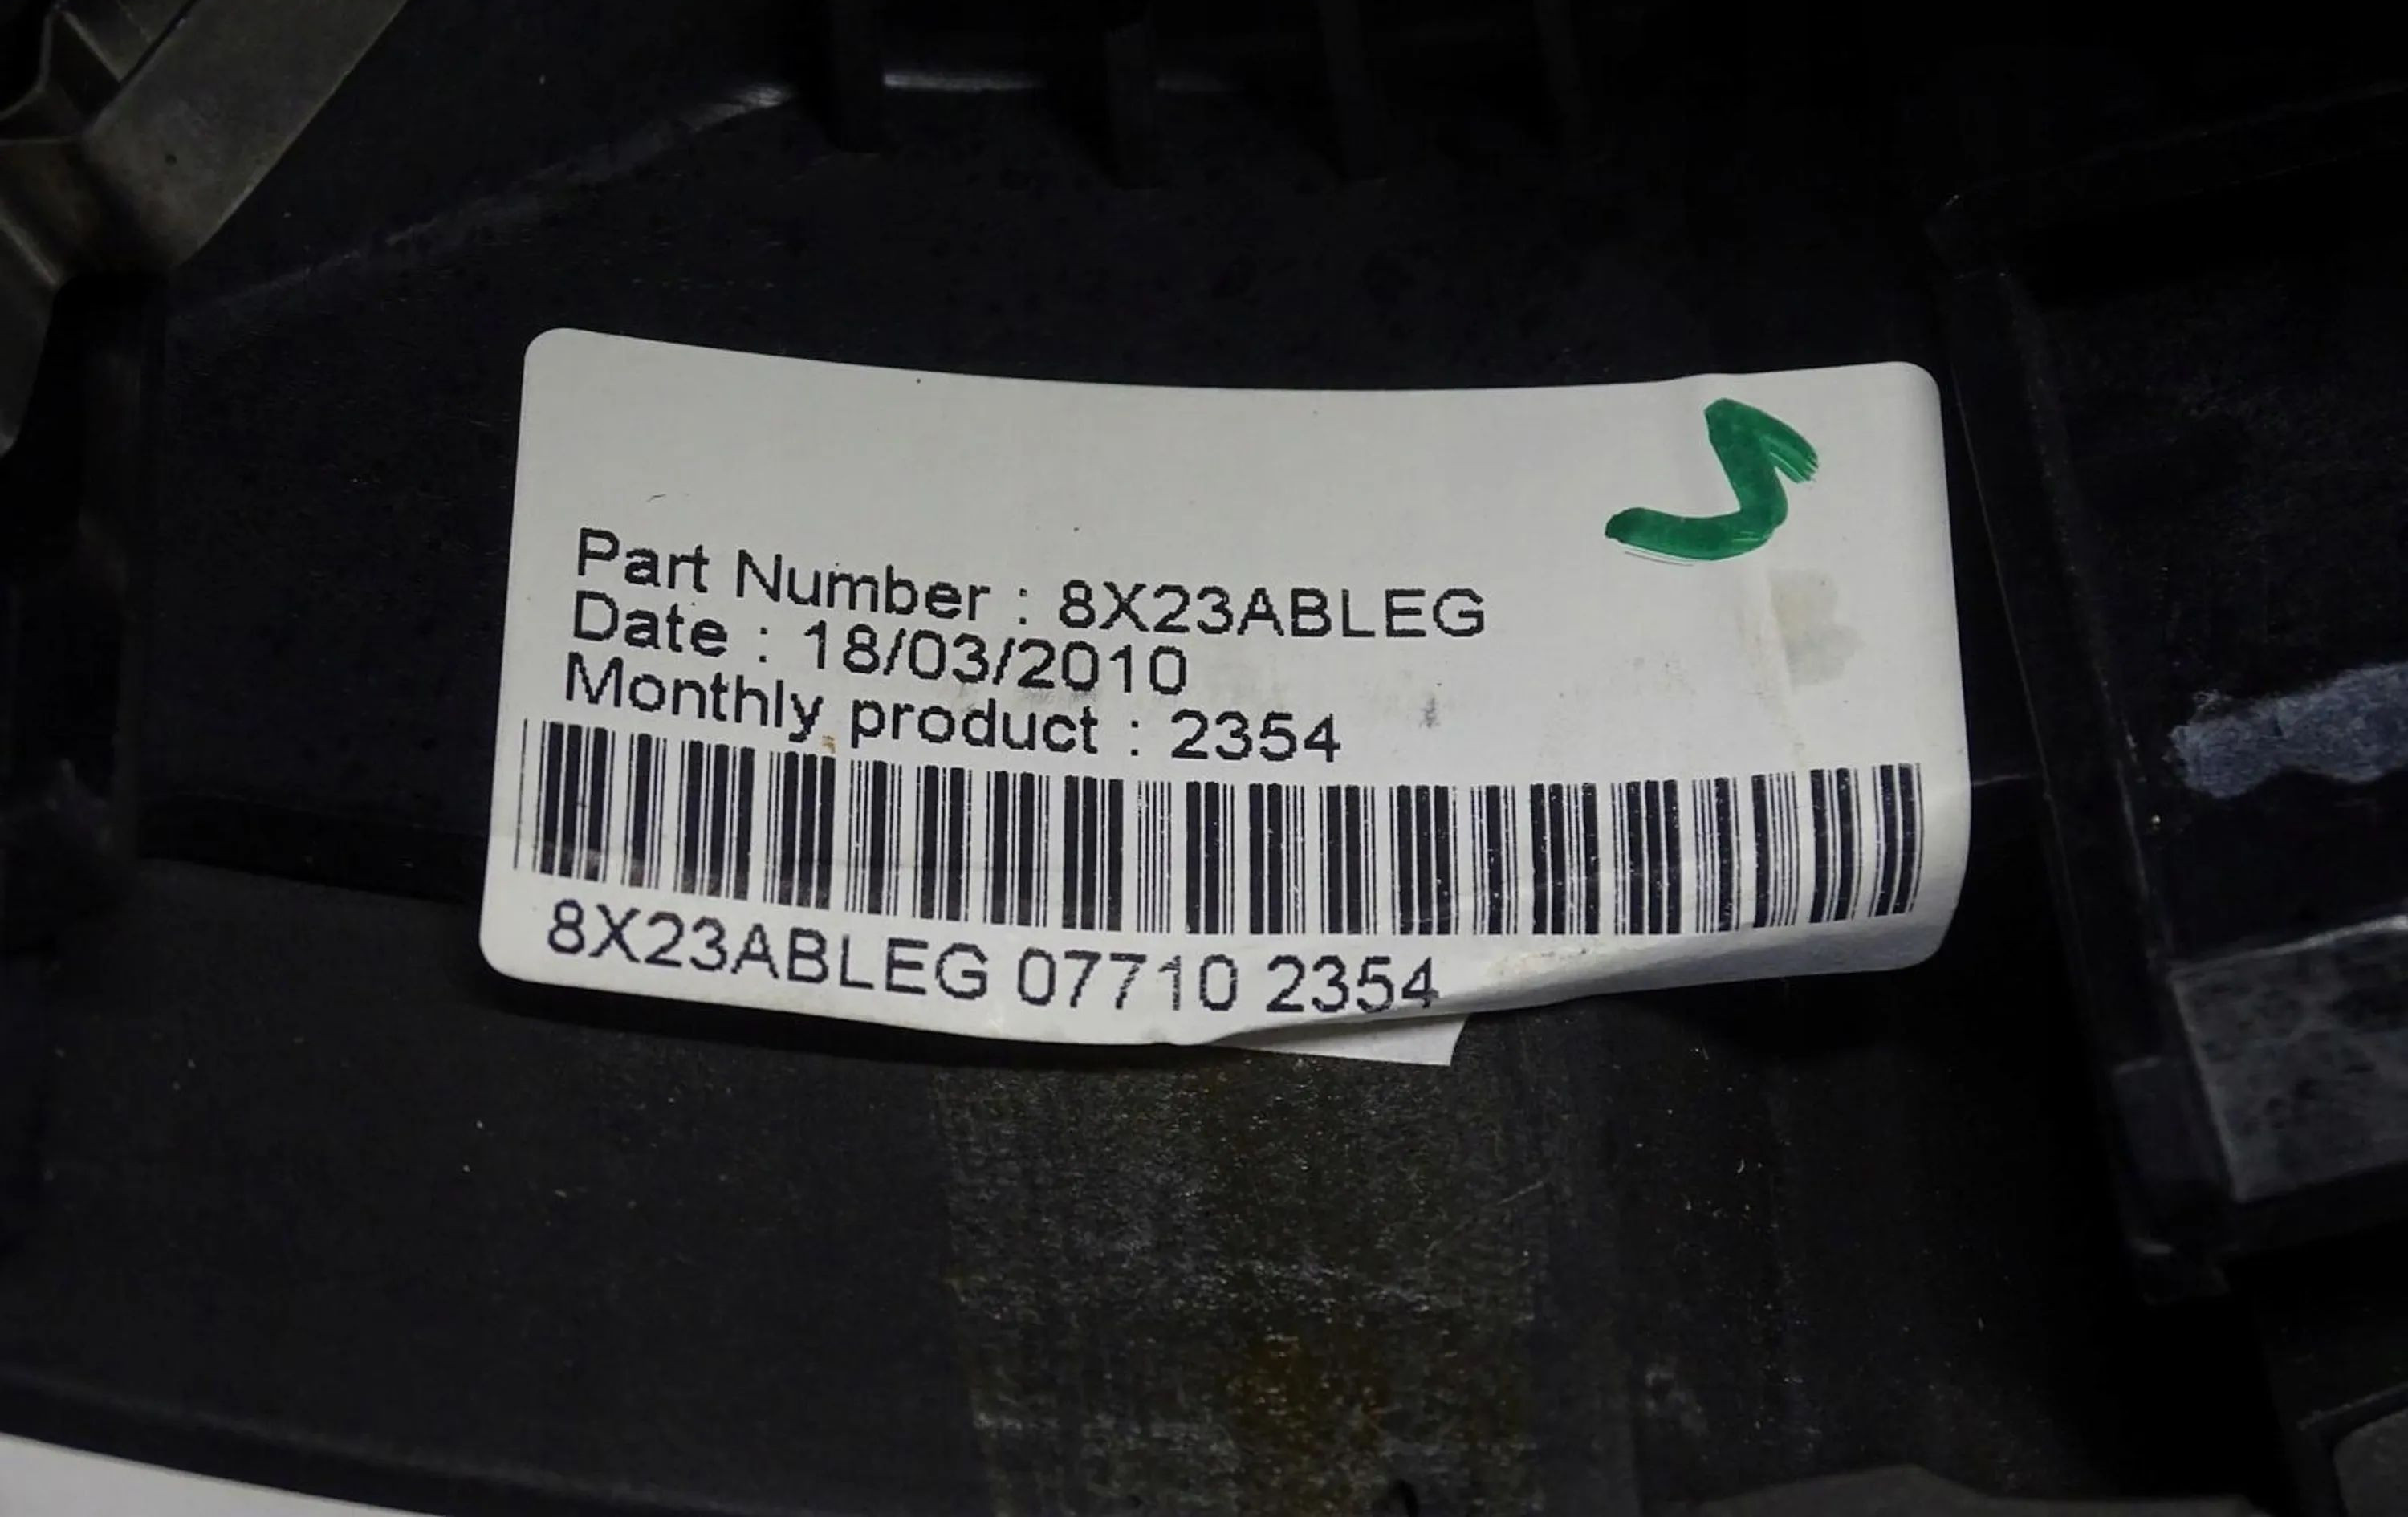 Part Number : 8X23ABLEG
Date : 18/03/2010
Monthly product : 2354
8X23ABLEG 07710 2354